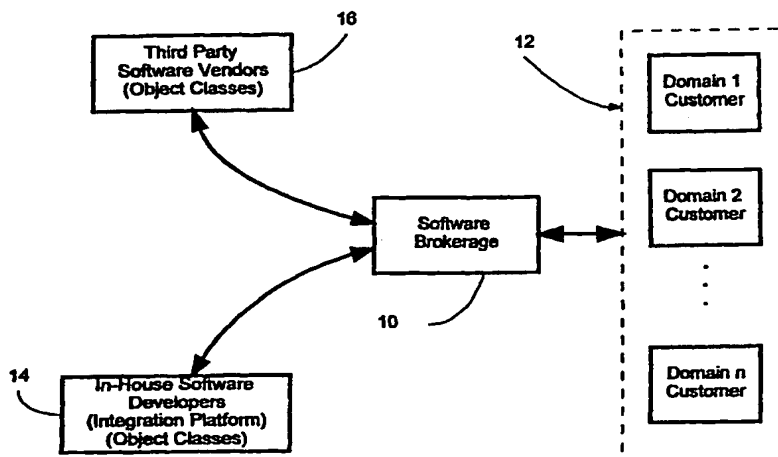 16
Third Party
Software Vendors
(Object Classes)
12
Domain 1
Customer
Domain 2
Customer
Software
Brokerage
10
14
In-House Software
Developers
(Integration Platform)
(Object Classes)
Domain n
Customer